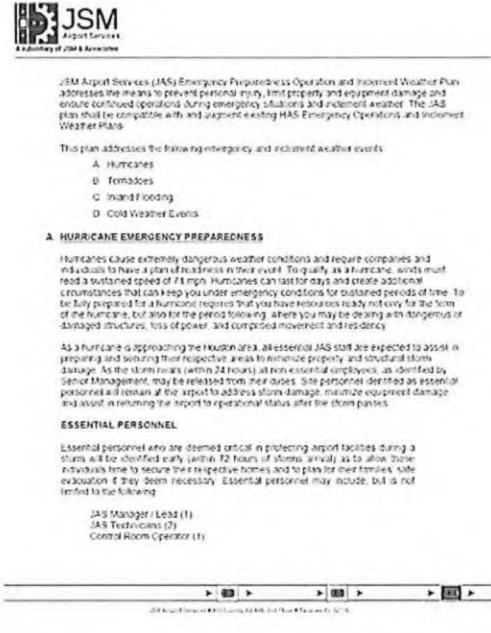 JSM
Airport Services
A subsidiary of JSM & Associates
JSM Airport Services (JAS) Emergency Preparedness Operation and Inclement Weather Plan
addresses the means to prevent personal injury, limit property and equipment damage and
ensure continued operations during emergency situations and inclement weather. The JAS
plan shall be compatible with and augment existing HAS Emergency Operations and Inclement
Weather Plans
This plan addresses the following emergency and inclement weather events
A. Hurricanes
B. Tornadoes
C. Inland Flooding
D. Cold Weather Events
A. HURRICANE EMERGENCY PREPAREDNESS
Hurricanes cause extremely dangerous weather conditions and require companies and
individuals to have a plan of readiness in their event. To qualify as a hurricane, winds must
read a sustained speed of 74 mph. Hurricanes can last for days and create additional
circumstances that can keep you under emergency conditions for sustained periods of time. To
be fully prepared for a hurricane requires that you have resources ready not only for the term
of the hurricane, but also for the period following, where you may be dealing with dangerous or
damaged structures, loss of power, and comprised movement and residency.
As a hurricane is approaching the Houston area, all essential JAS staff are expected to assist in
preparing and securing their respective areas to minimize property and structural storm
damage. As the storm nears (within 24 hours) all non essential employees, as identified by
Senior Management, may be released from their duties. Site personnel identified as essential
personnel will remain at the airport to address storm damage, minimize equipment damage
and assist in returning the airport to operational status after the storm passes.
ESSENTIAL PERSONNEL
Essential personnel who are deemed critical in protecting airport facilities during a
storm will be identified early (within 72 hours of storms arrival) as to allow these
individuals time to secure their respective homes and to plan for their families' safe
evacuation if they deem necessary. Essential personnel may include, but is not
limited to the following:
JAS Manager / Lead (1)
JAS Technicians (2)
Control Room Operator (1)